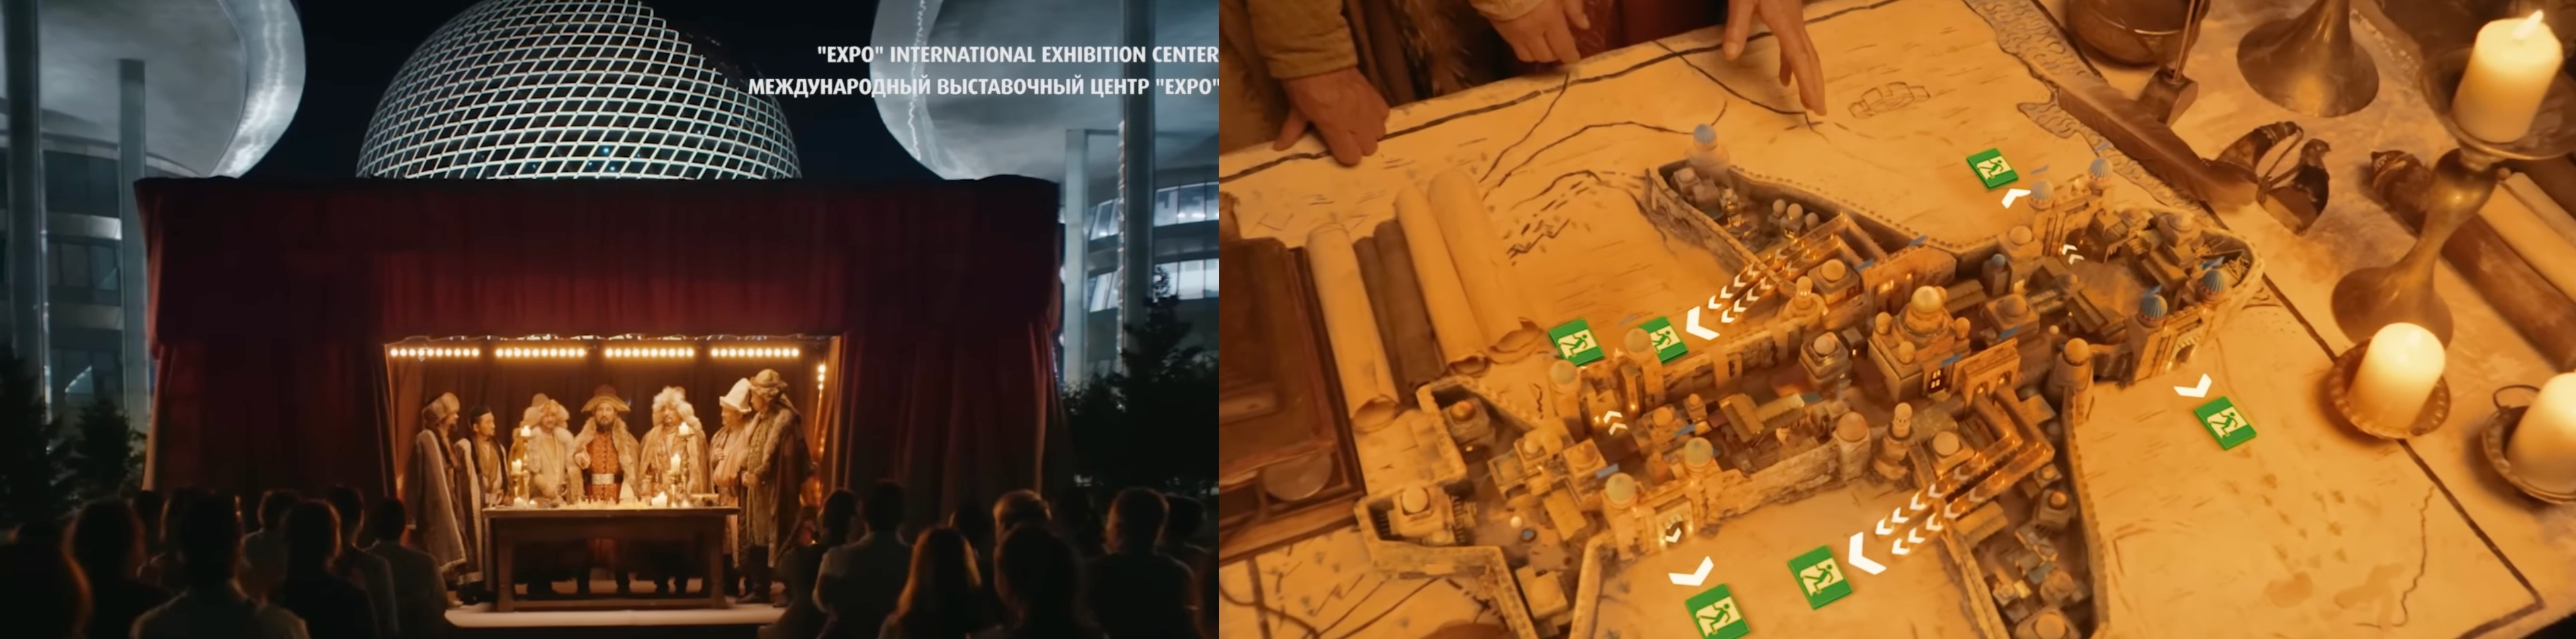 "EXPO" INTERNATIONAL EXHIBITION CENTER
МЕЖДУНАРОДНЫЙ ВЫСТАВОЧНЫЙ ЦЕНТР "EXPO"